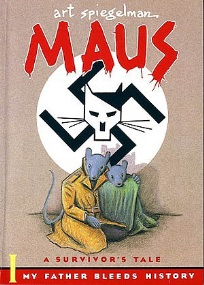 art spiegelman
MAUS
A SURVIVOR'S TALE
I
MY FATHER BLEEDS HISTORY